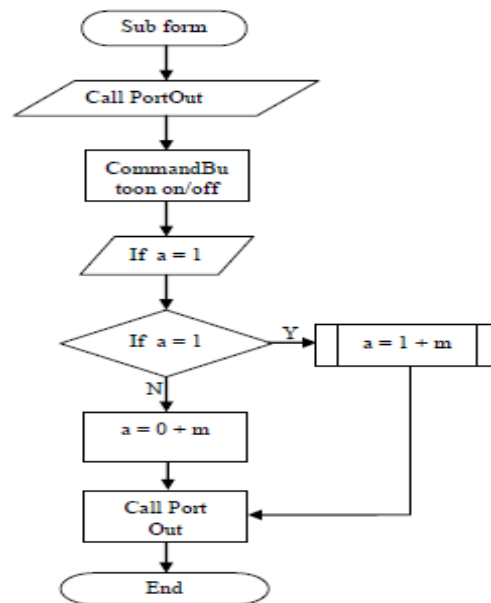 Sub form
Call PortOut
CommandBu
toon on/off
If a = 1
If a = 1
Y
a = 1 + m
N
a = 0 + m
Call Port
Out
End